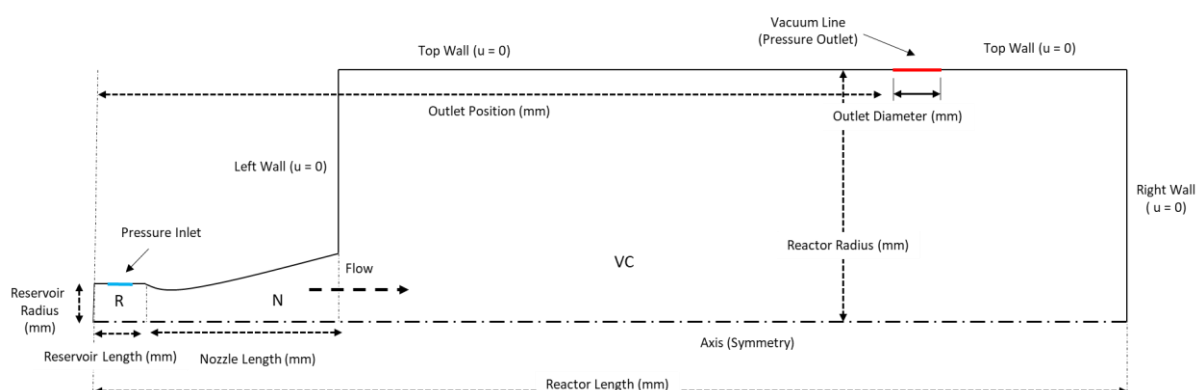 Vacuum Line
(Pressure Outlet)
Top Wall (u = 0)
Top Wall (u = 0)
Outlet Position (mm)
Outlet Diameter (mm)
Left Wall (u = 0)
Right Wall
( u = 0)
Pressure Inlet
Reactor Radius (mm)
VC
Flow
Reservoir
Radius
(mm)
R
N
Axis (Symmetry)
Reservoir Length (mm)
Nozzle Length (mm)
Reactor Length (mm)